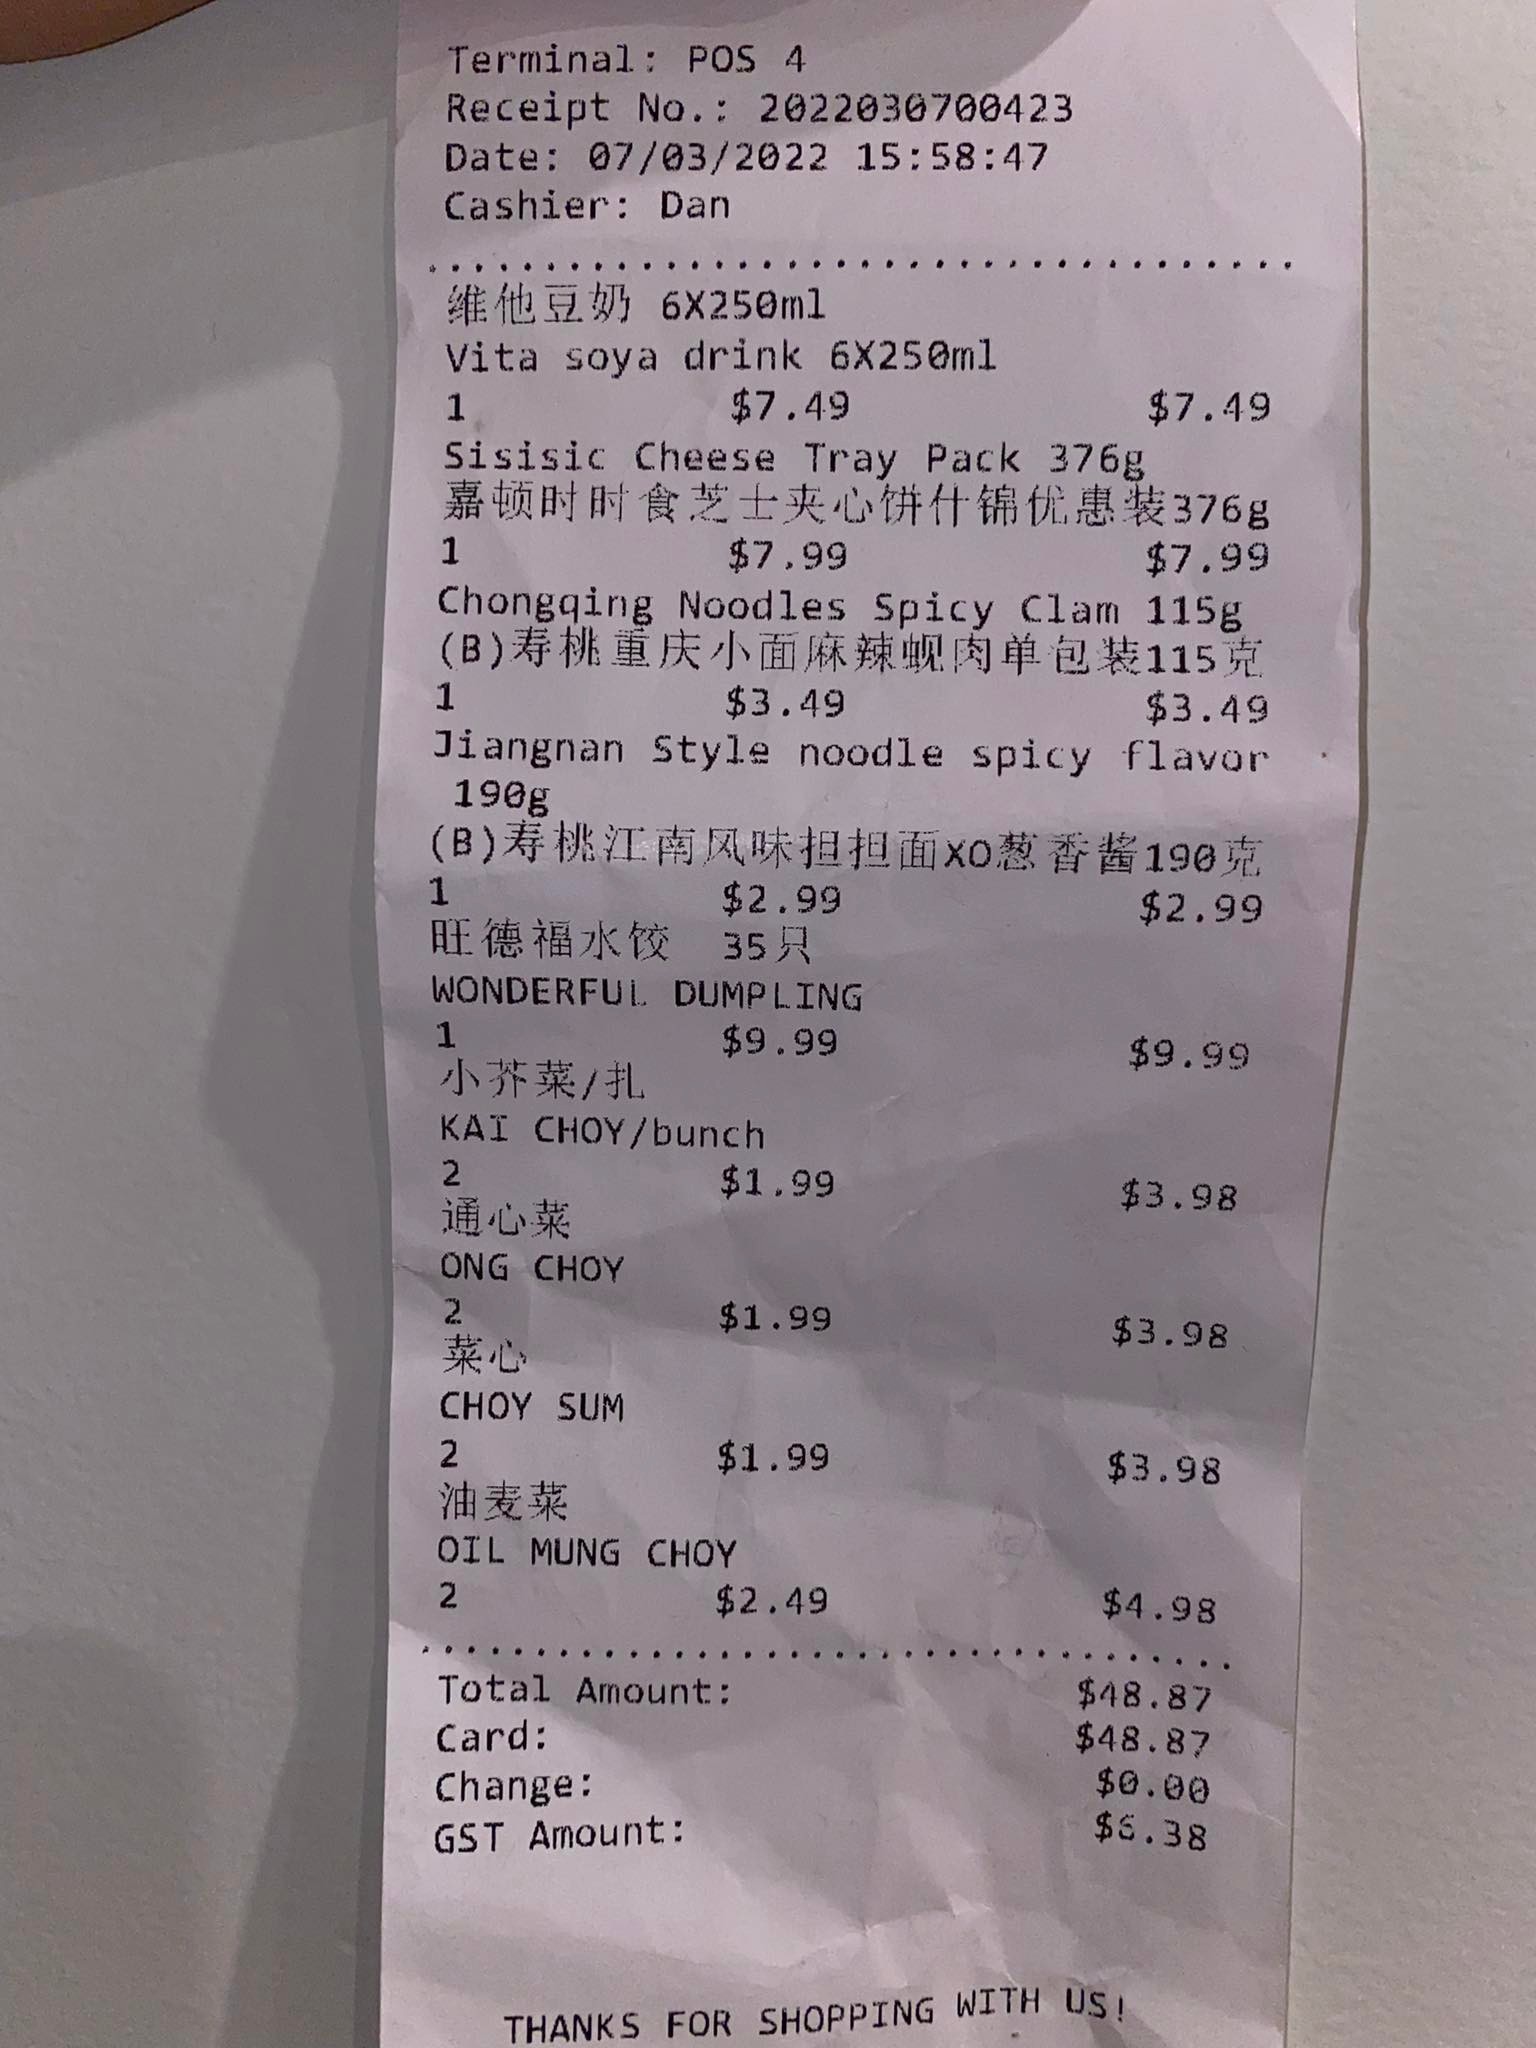 Terminal: POS 4
Receipt No.: 2022030700423
Date: 07/03/2022 15:58:47
Cashier: Dan
维他豆奶 6X250ml
Vita soya drink 6X250ml
1 $7.49 $7.49
Sisisic Cheese Tray Pack 376g
嘉顿时时食芝士夹心饼什锦优惠装376g
1 $7.99 $7.99
Chongqing Noodles Spicy Clam 115g
(B)寿桃重庆小面麻辣蚬肉单包装115克
1 $3.49 $3.49
Jiangnan Style noodle spicy flavor
190g
(B)寿桃江南风味担担面XO葱香酱190克
1 $2.99 $2.99
旺德福水饺 35只
WONDERFUL DUMPLING
1 $9.99 $9.99
小芥菜/扎
KAI CHOY/bunch
2 $1.99 $3.98
通心菜
ONG CHOY
2 $1.99 $3.98
菜心
CHOY SUM
2 $1.99 $3.98
油麦菜
OIL MUNG CHOY
2 $2.49 $4.98
Total Amount: $48.87
Card: $48.87
Change: $0.00
GST Amount: $6.38
THANKS FOR SHOPPING WITH US!